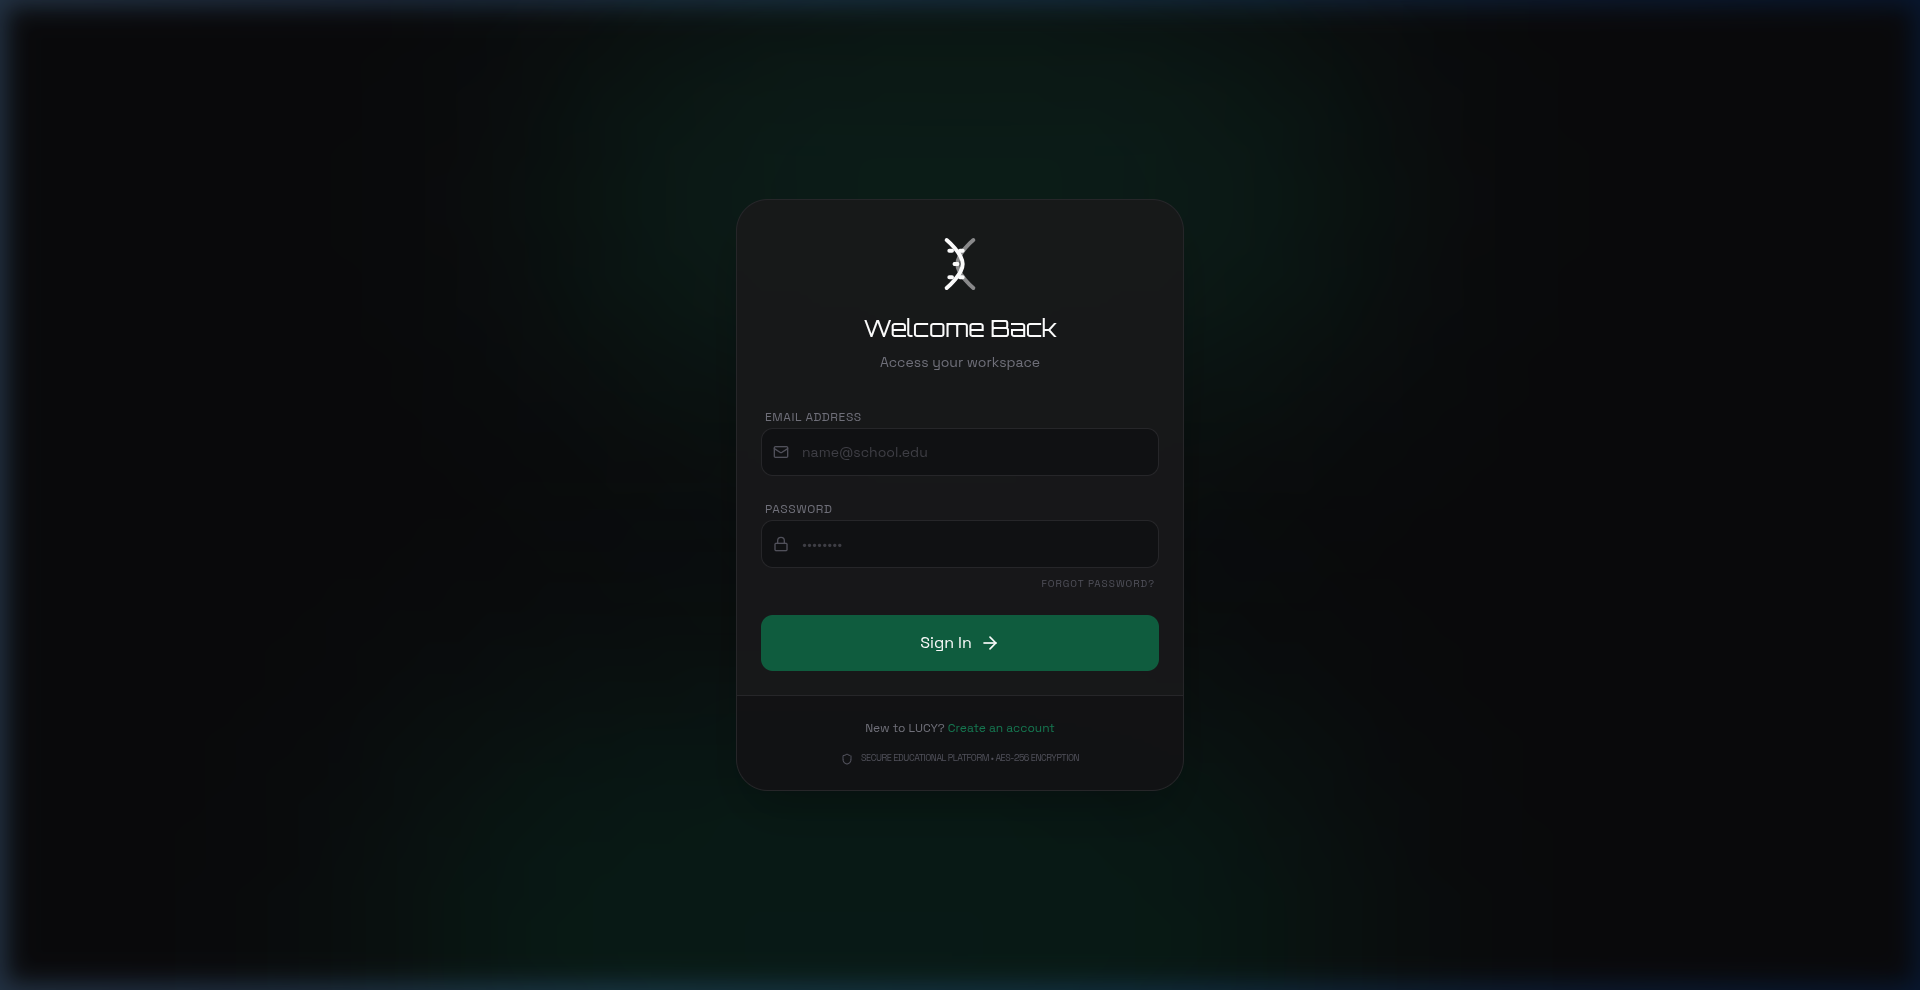 Welcome Back
Access your workspace
EMAIL ADDRESS
name@school.edu
PASSWORD
••••••••
FORGOT PASSWORD?
Sign In
New to LUCY? Create an account
SECURE EDUCATIONAL PLATFORM • AES-256 ENCRYPTION